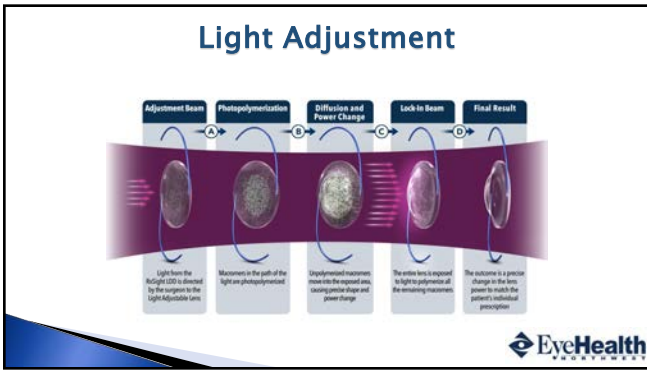 Light Adjustment
Adjustment Beam
A
Photopolymerization
B
Diffusion and
Power Change
C
Lock-In Beam
D
Final Result
Light from the
RxSight LDD is directed
by the surgeon to the
Light Adjustable Lens
Macromers in the path of the
light are photopolymerized
Unpolymerized macromers
move into the exposed area,
causing precise shape and
power change
The entire lens is exposed
to light to polymerize all
the remaining macromers
The outcome is a precise
change in the lens
power to match the
patient's individual
prescription
EyeHealth
NORTHWEST